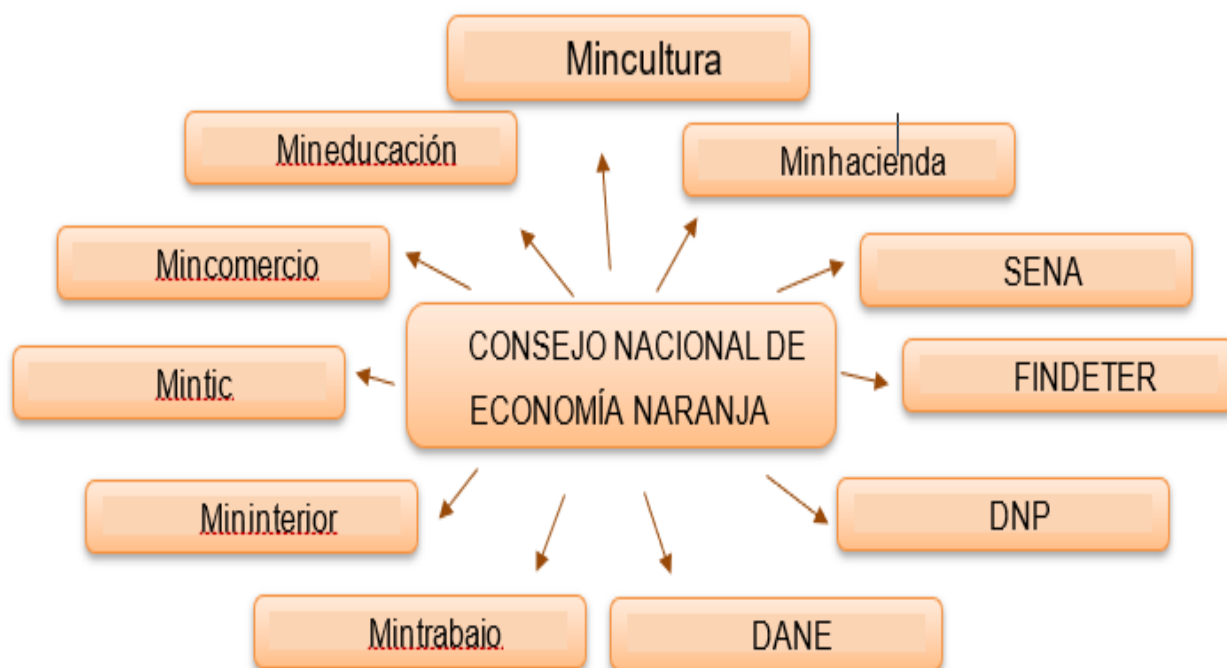 Mincultura
Mineducación
Minhacienda
Mincomercio
SENA
CONSEJO NACIONAL DE
ECONOMÍA NARANJA
Mintic
FINDETER
Mininterior
DNP
Mintrabajo
DANE